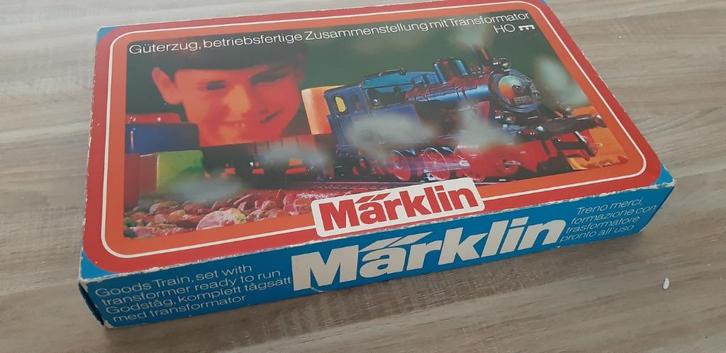 Güterzug, betriebsfertige Zusammenstellung mit Transformator
HO
Märklin
Goods Train, set with
transformer ready to run
Godståg, komplett tågsätt
med transformator
Märklin
Treno merci,
formazione con
trasformatore
pronto all' uso